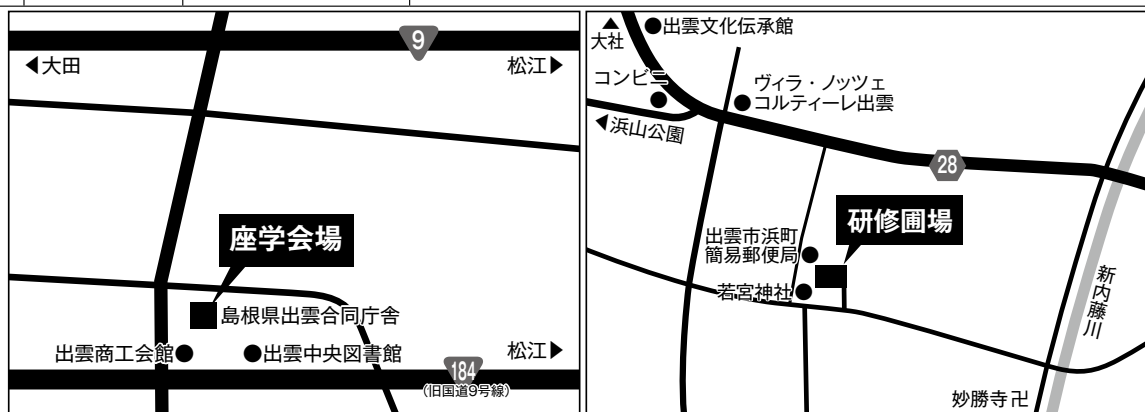 9
◀大田
松江▶
座学会場
島根県出雲合同庁舎
出雲商工会館●
●出雲中央図書館
松江▶
184
(旧国道9号線)
▲
大社
●出雲文化伝承館
コンビニ
ヴィラ・ノッツェ
コルティーレ出雲
◀浜山公園
28
研修圃場
出雲市浜町
簡易郵便局
若宮神社
新内藤川
妙勝寺卍